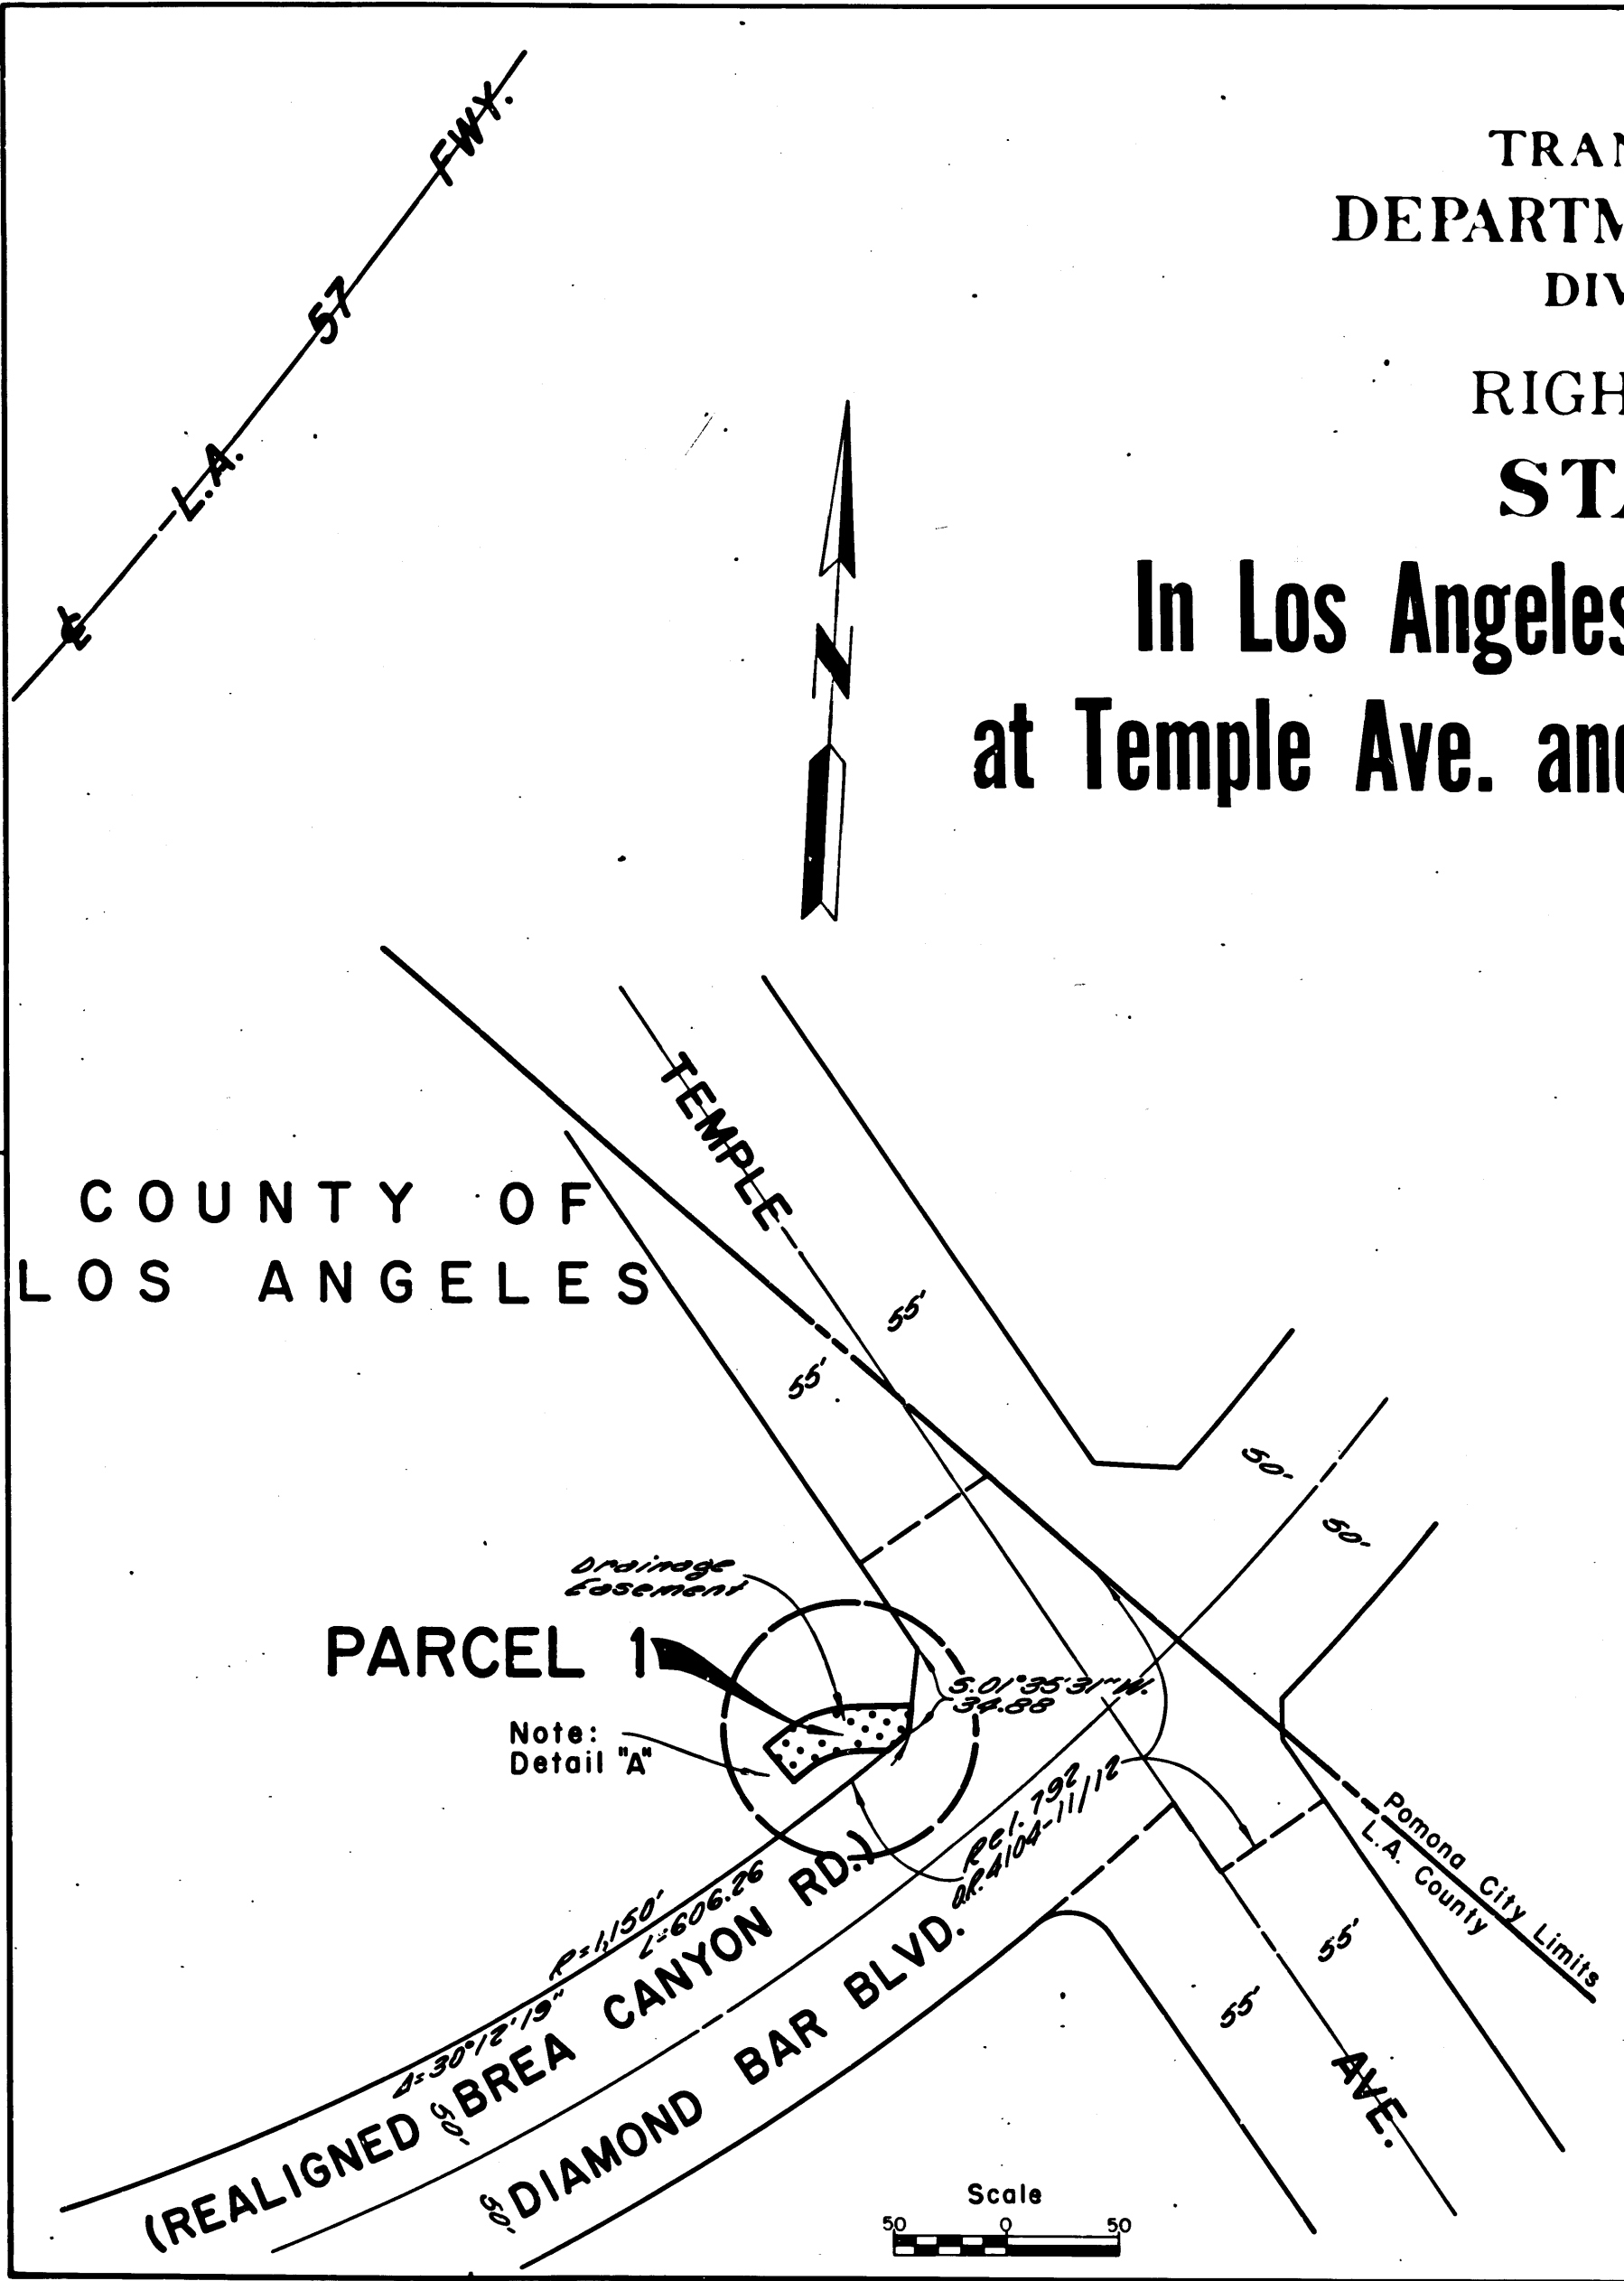 TRAN
DEPARTM
DIV
RIGH
STA
In Los Angeles
at Temple Ave. and
℄ L.A. 57 FWY.
N
TEMPLE
COUNTY OF
LOS ANGELES
55'
55'
50'
50'
Drainage
Easement
PARCEL 1
S.01°35'31"W.
34.88
Note:
Detail "A"
Rel. 792
O.R. 4104-11/12
Pomona City Limits
L.A. County
R=1,150'
L=606.26
Δ=30°12'19"
(REALIGNED BREA CANYON RD.)
50'
DIAMOND BAR BLVD.
50'
55'
55'
AVE.
Scale
50 0 50